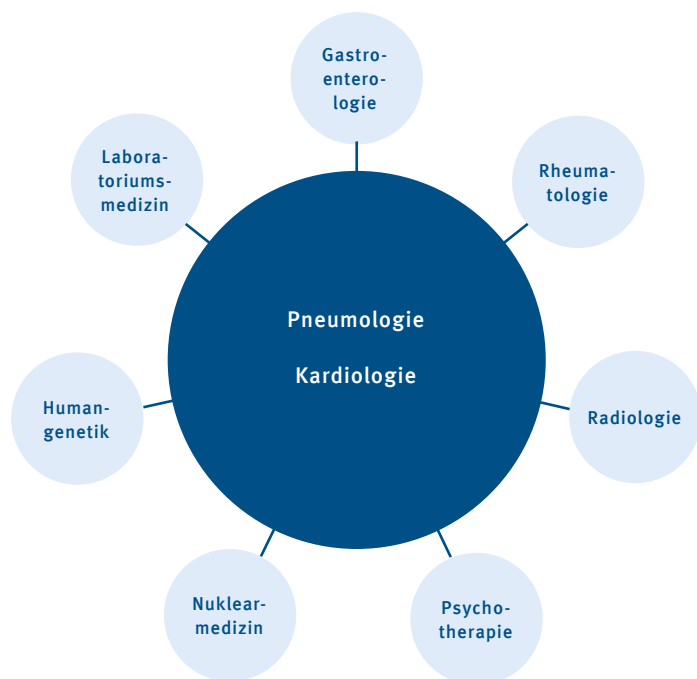 Gastro-
entero-
logie
Labora-
toriums-
medizin
Rheuma-
tologie
Pneumologie
Kardiologie
Human-
genetik
Radiologie
Nuklear-
medizin
Psycho-
therapie